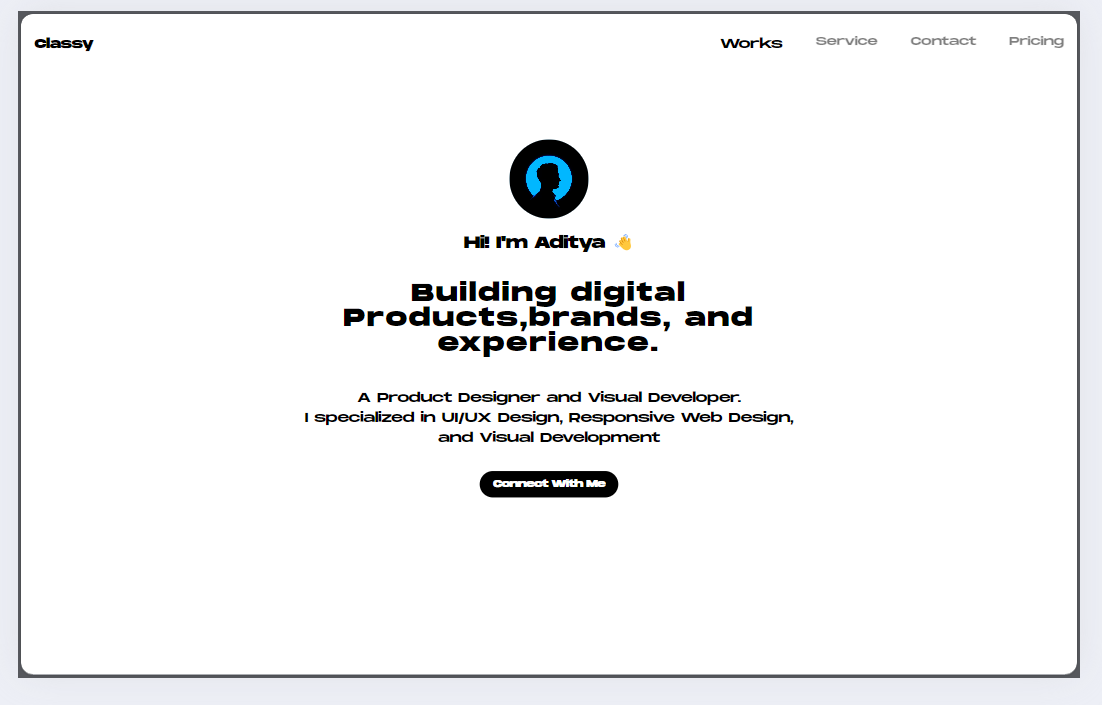 Classy
Works Service Contact Pricing
Hi! I'm Aditya 👋
Building digital
Products,brands, and
experience.
A Product Designer and Visual Developer.
I specialized in UI/UX Design, Responsive Web Design,
and Visual Development
Connect With Me